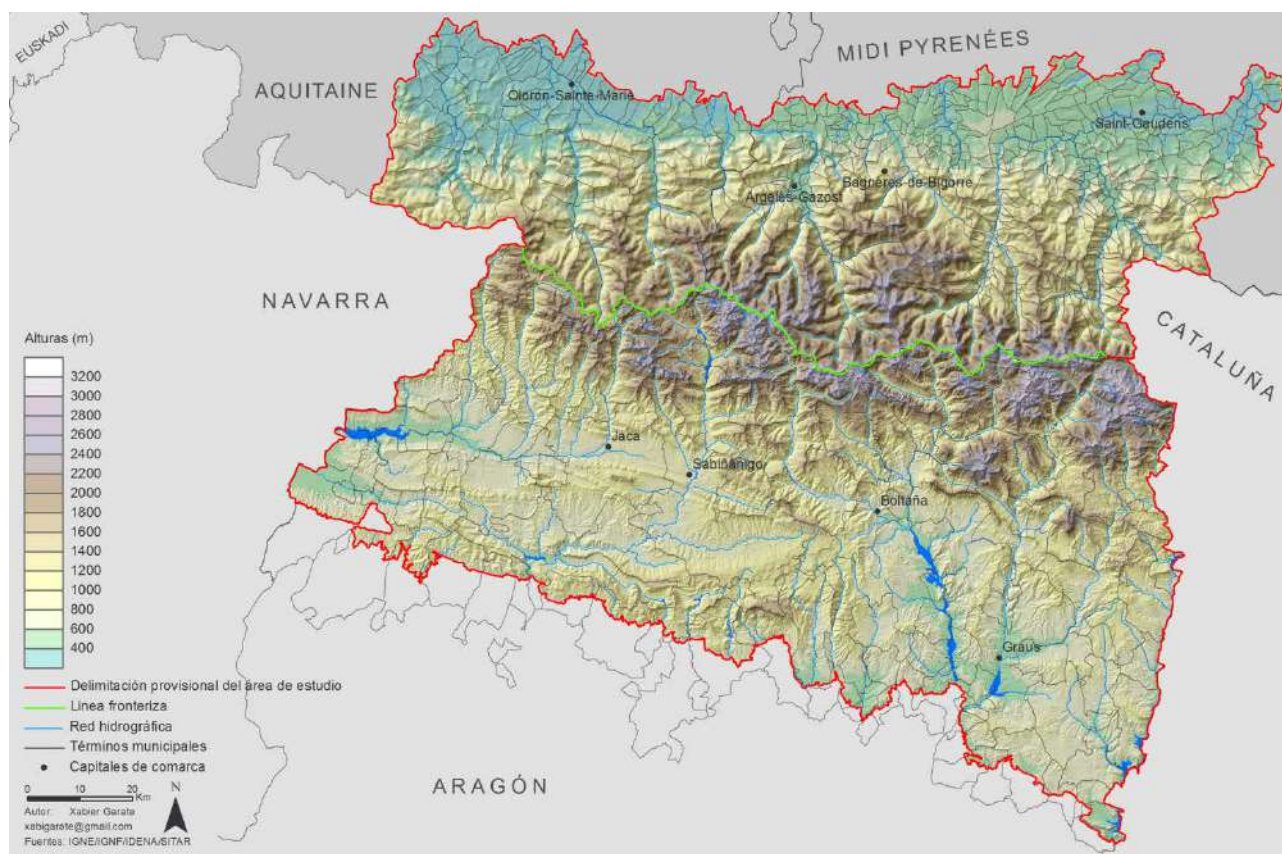 EUSKADI
AQUITAINE
MIDI PYRENÉES
Oloron-Sainte-Marie
Saint-Gaudens
Argelès-Gazost
Bagnères-de-Bigorre
NAVARRA
CATALUÑA
Alturas (m)
3200
3000
2800
2600
2400
2200
2000
1800
1600
1400
1000
800
600
400
Jaca
Sabiñánigo
Boltaña
Graus
ARAGÓN
Delimitación provisional del área de estudio
Línea fronteriza
Red hidrográfica
Términos municipales
Capitales de comarca
0 10 20
Km
N
Autor: Xabier Garate
xabigarate@gmail.com
Fuentes: IGNE/IGNF/IDENA/SITAR